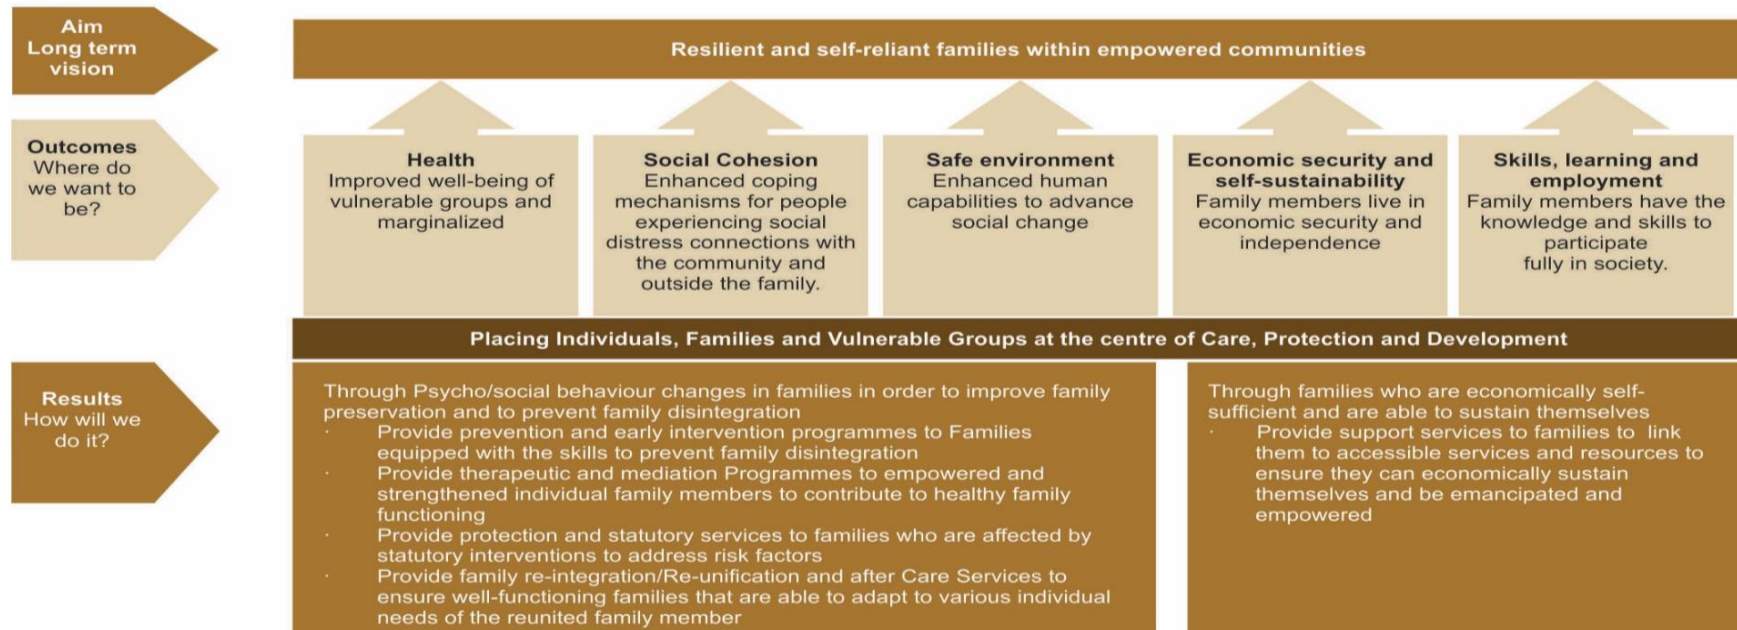 Aim
Long term
vision
Resilient and self-reliant families within empowered communities
Outcomes
Where do
we want to
be?
Health
Improved well-being of
vulnerable groups and
marginalized
Social Cohesion
Enhanced coping
mechanisms for people
experiencing social
distress connections with
the community and
outside the family.
Safe environment
Enhanced human
capabilities to advance
social change
Economic security and
self-sustainability
Family members live in
economic security and
independence
Skills, learning and
employment
Family members have the
knowledge and skills to
participate
fully in society.
Placing Individuals, Families and Vulnerable Groups at the centre of Care, Protection and Development
Results
How will we
do it?
Through Psycho/social behaviour changes in families in order to improve family
preservation and to prevent family disintegration
· Provide prevention and early intervention programmes to Families
equipped with the skills to prevent family disintegration
· Provide therapeutic and mediation Programmes to empowered and
strengthened individual family members to contribute to healthy family
functioning
· Provide protection and statutory services to families who are affected by
statutory interventions to address risk factors
· Provide family re-integration/Re-unification and after Care Services to
ensure well-functioning families that are able to adapt to various individual
needs of the reunited family member
Through families who are economically self-
sufficient and are able to sustain themselves
· Provide support services to families to link
them to accessible services and resources to
ensure they can economically sustain
themselves and be emancipated and
empowered